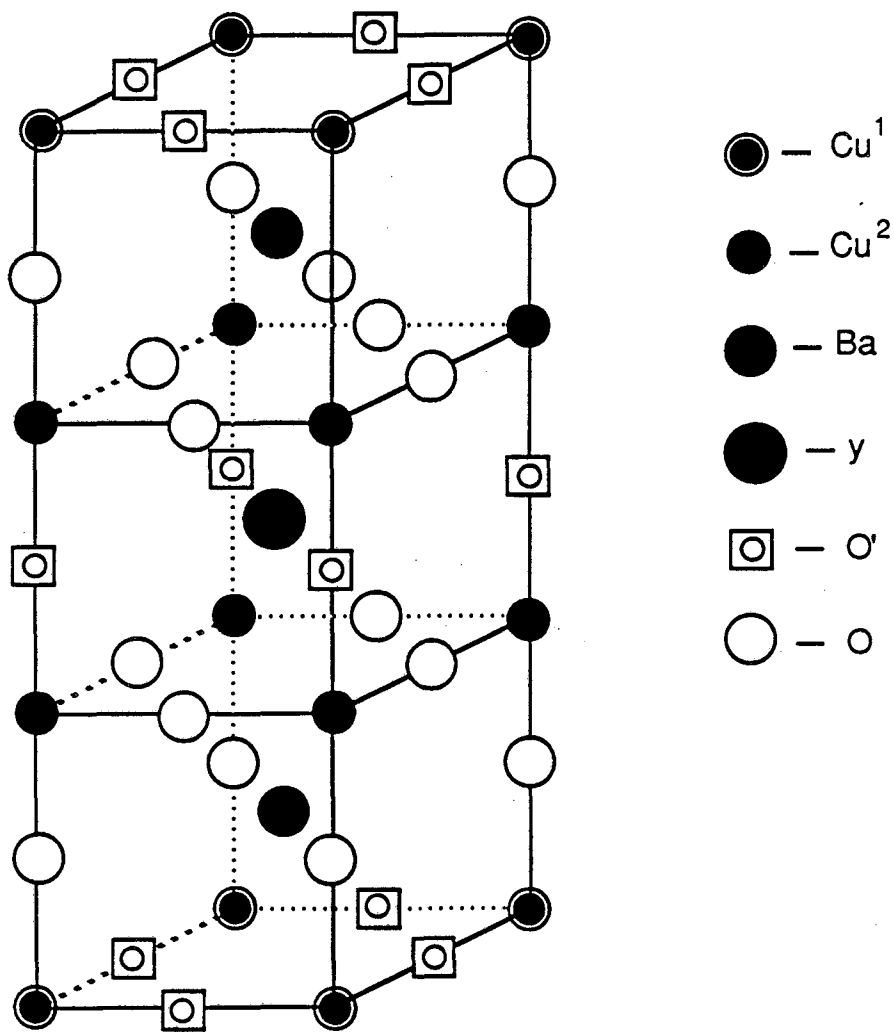 — Cu¹
— Cu²
— Ba
— y
— O'
— O